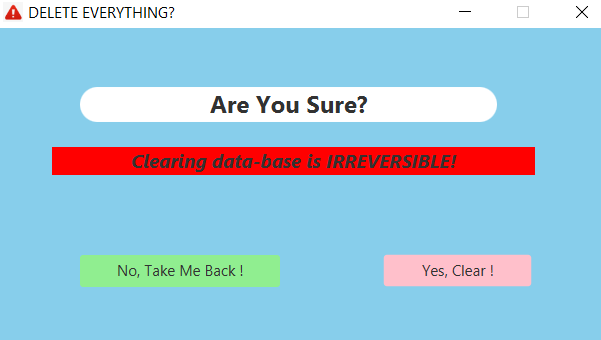 DELETE EVERYTHING?
Are You Sure?
Clearing data-base is IRREVERSIBLE!
No, Take Me Back !
Yes, Clear !